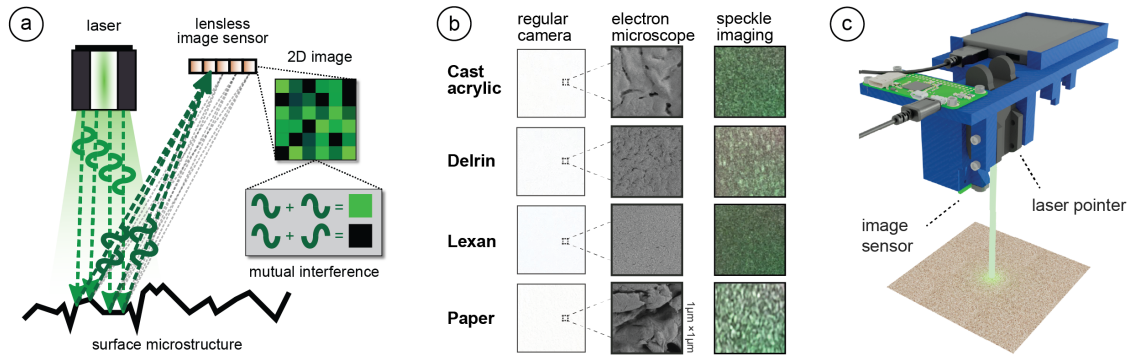 a
laser
lensless
image sensor
2D image
+ =
+ =
mutual interference
surface microstructure
b
regular
camera
electron
microscope
speckle
imaging
Cast
acrylic
Delrin
Lexan
Paper
1µm × 1µm
c
laser pointer
image
sensor